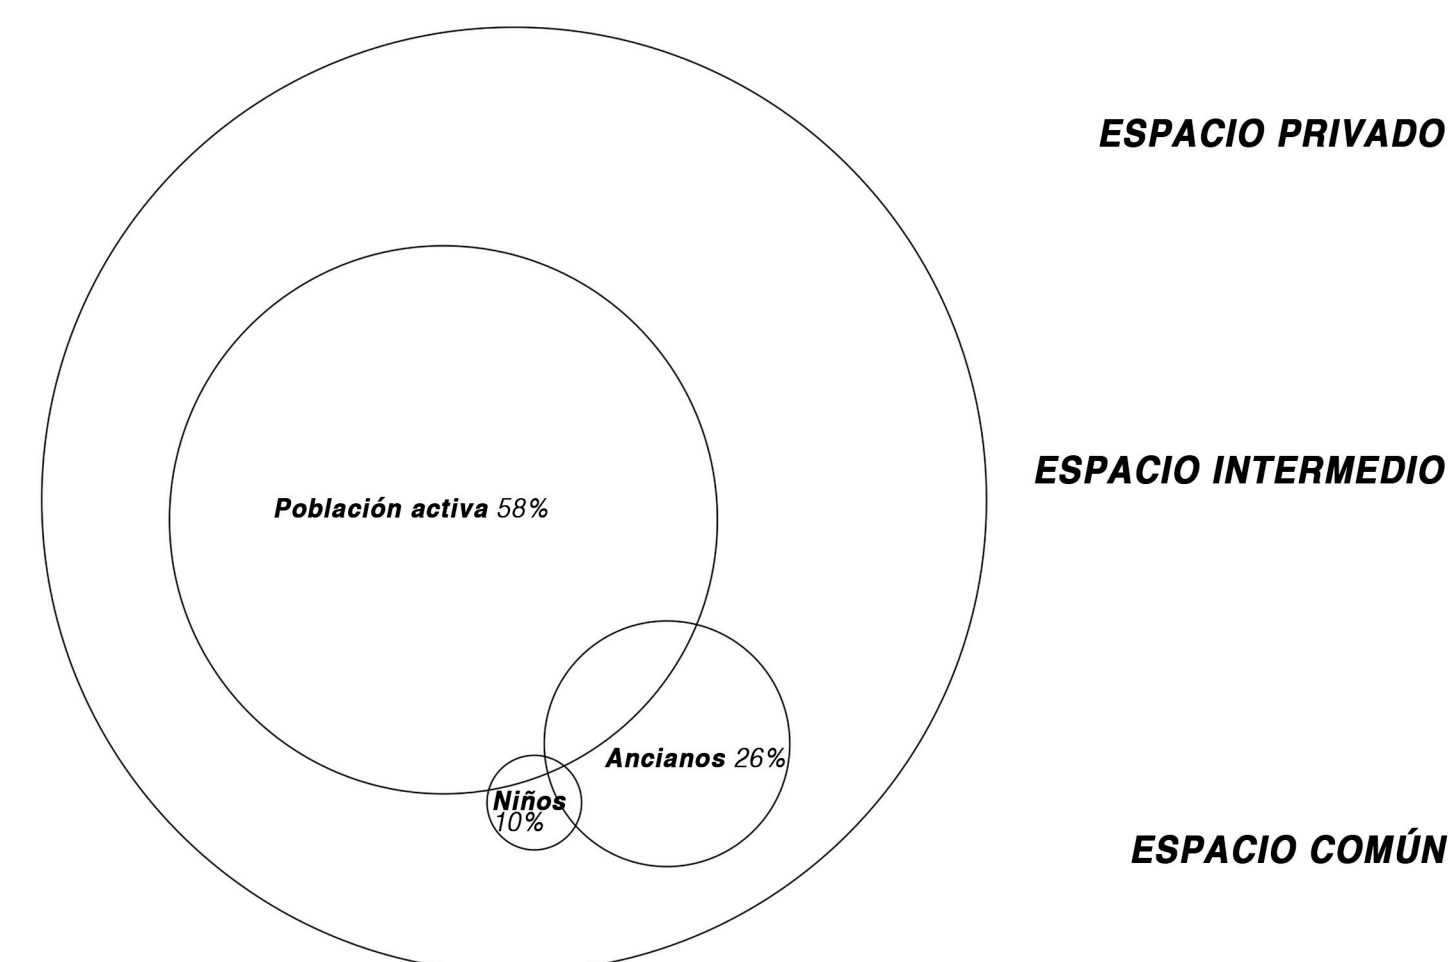 ESPACIO PRIVADO
ESPACIO INTERMEDIO
Población activa 58%
Ancianos 26%
Niños
10%
ESPACIO COMÚN